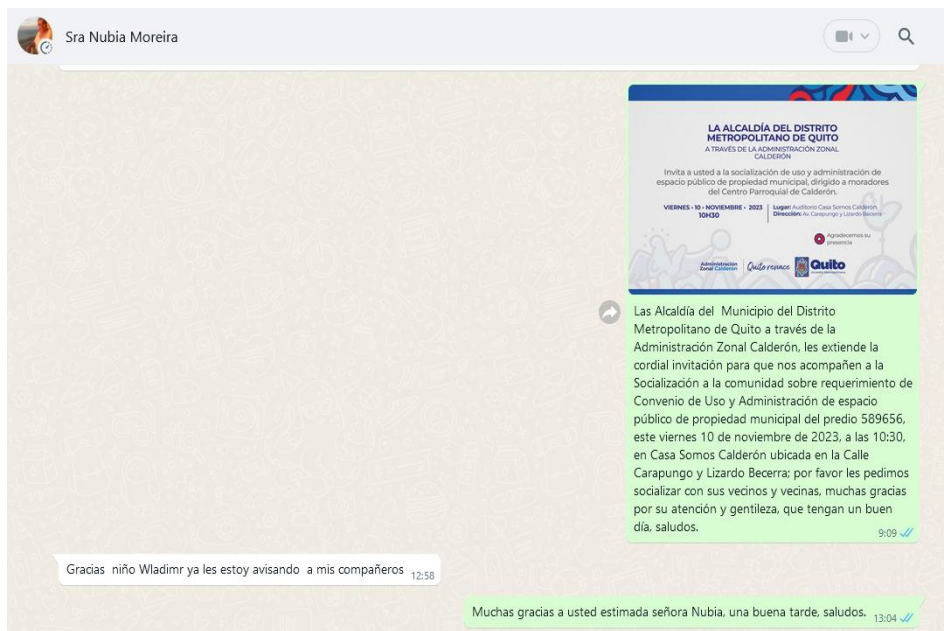 Sra Nubia Moreira
LA ALCALDÍA DEL DISTRITO
METROPOLITANO DE QUITO
A TRAVÉS DE LA ADMINISTRACIÓN ZONAL
CALDERÓN
Invita a usted a la socialización de uso y administración de
espacio público de propiedad municipal, dirigido a moradores
del Centro Parroquial de Calderón.
VIERNES • 10 • NOVIEMBRE • 2023
10H30
Lugar: Auditorio Casa Somos Calderón
Dirección: Av. Carapungo y Lizardo Becerra
Agradecemos su
presencia
Administración
Zonal Calderón
Quito renace
Quito
Las Alcaldía del Municipio del Distrito
Metropolitano de Quito a través de la
Administración Zonal Calderón, les extiende la
cordial invitación para que nos acompañen a la
Socialización a la comunidad sobre requerimiento de
Convenio de Uso y Administración de espacio
público de propiedad municipal del predio 589656,
este viernes 10 de noviembre de 2023, a las 10:30,
en Casa Somos Calderón ubicada en la Calle
Carapungo y Lizardo Becerra; por favor les pedimos
socializar con sus vecinos y vecinas, muchas gracias
por su atención y gentileza, que tengan un buen
día, saludos.
9:09
Gracias niño Wladimr ya les estoy avisando a mis compañeros 12:58
Muchas gracias a usted estimada señora Nubia, una buena tarde, saludos. 13:04